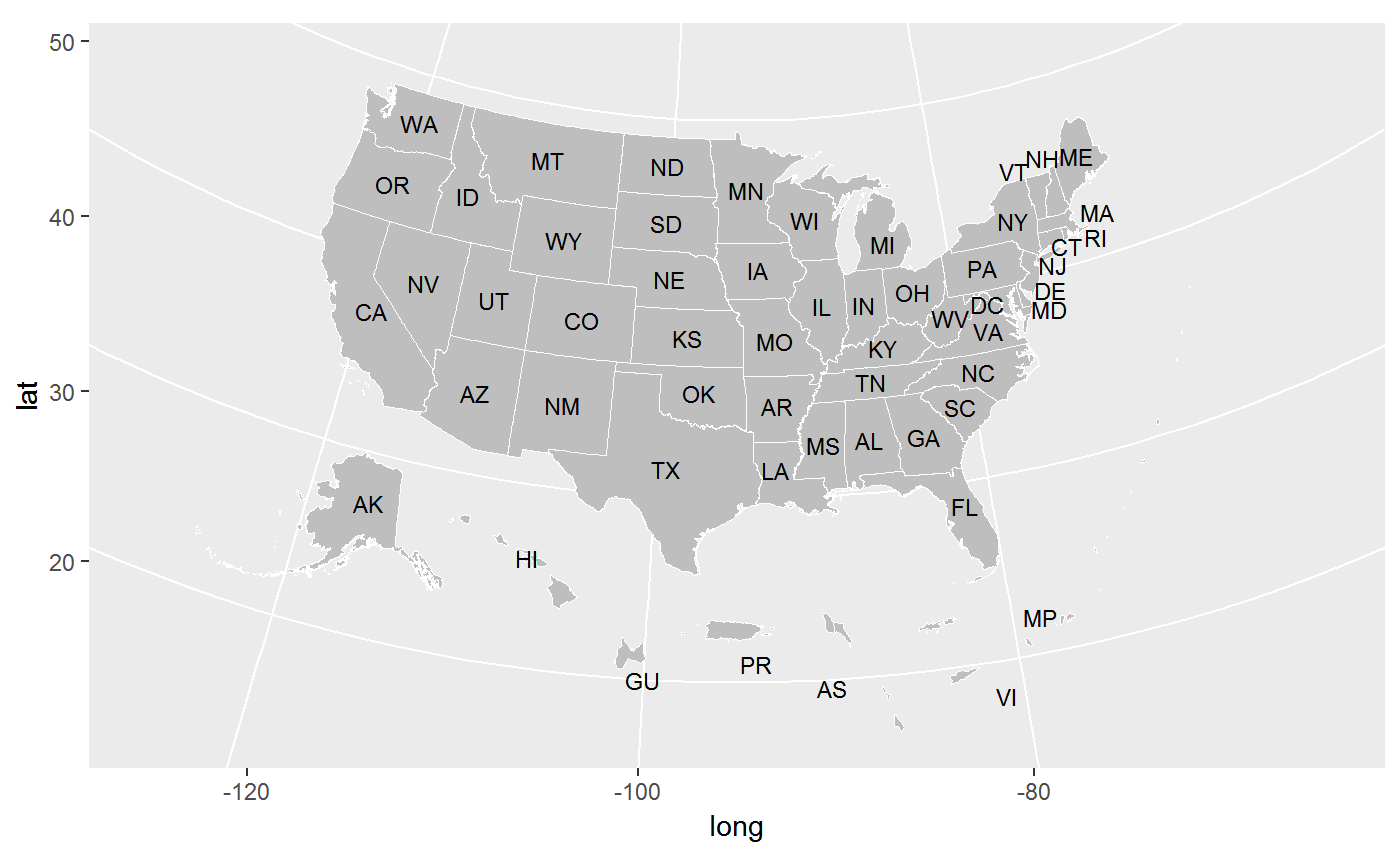 50
40
30
20
lat
WA
MT
ND
MN
VT
NH
ME
OR
ID
SD
WI
MI
NY
MA
RI
CT
WY
NV
UT
NE
IA
PA
NJ
CA
CO
KS
IL
IN
OH
DC
DE
MD
WV
VA
MO
KY
AZ
NM
OK
AR
TN
NC
SC
TX
LA
MS
AL
GA
FL
AK
HI
MP
GU
PR
AS
VI
-120
-100
-80
long